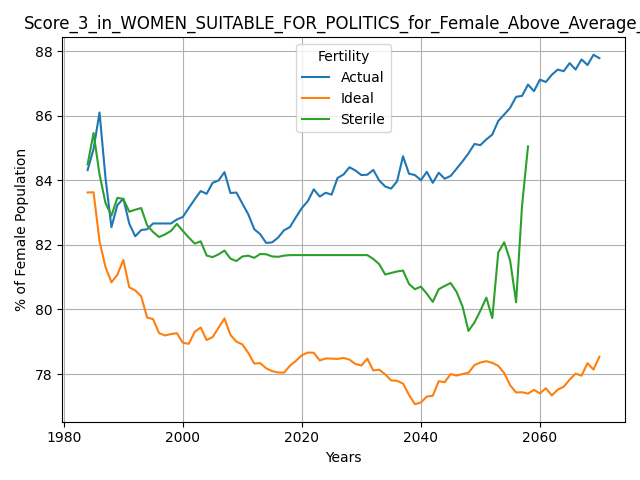 Score_3_in_WOMEN_SUITABLE_FOR_POLITICS_for_Female_Above_Average_
88
86
84
82
80
78
% of Female Population
Fertility
Actual
Ideal
Sterile
1980
2000
2020
2040
2060
Years